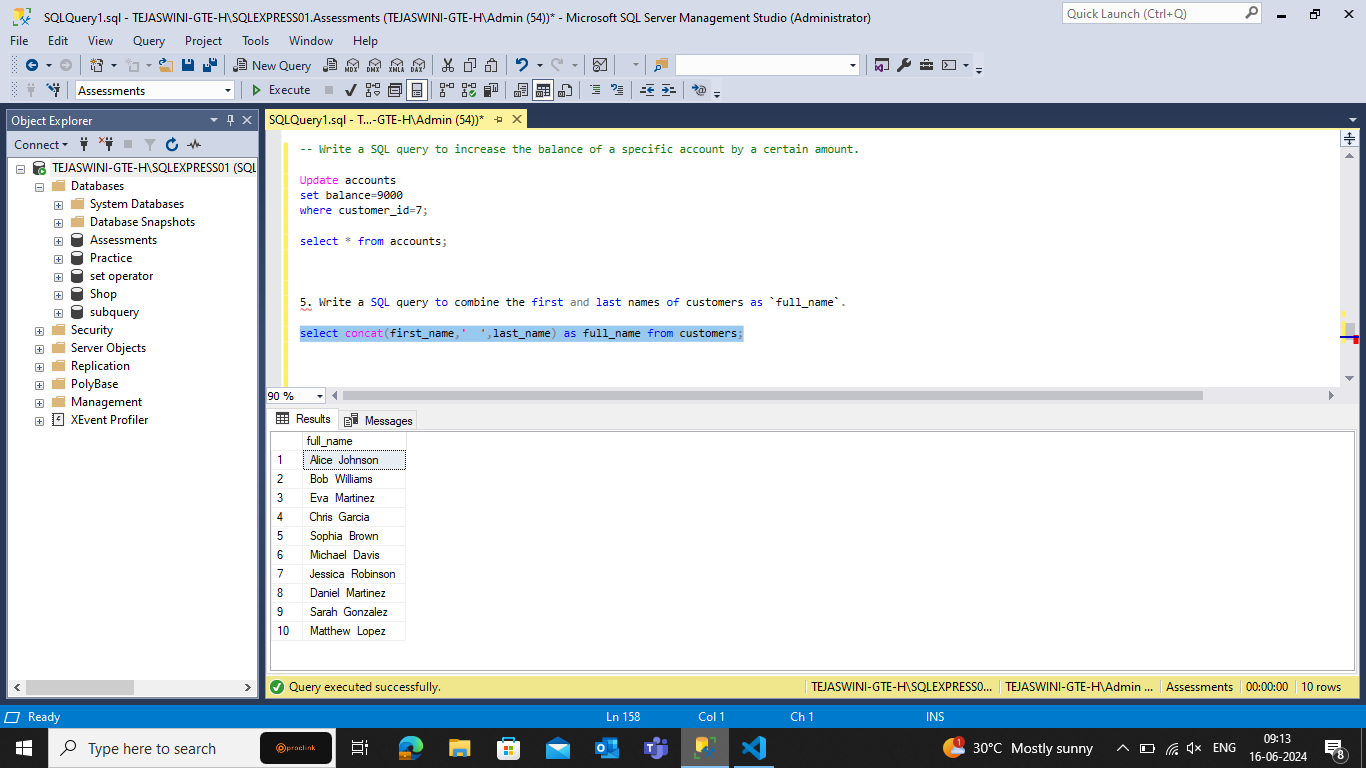 SQLQuery1.sql - TEJASWINI-GTE-H\SQLEXPRESS01.Assessments (TEJASWINI-GTE-H\Admin (54))* - Microsoft SQL Server Management Studio (Administrator)
Quick Launch (Ctrl+Q)
File Edit View Query Project Tools Window Help
New Query MDX DMX XMLA DAX
Assessments Execute
Object Explorer
SQLQuery1.sql - T...-GTE-H\Admin (54))*
Connect
TEJASWINI-GTE-H\SQLEXPRESS01 (SQL
Databases
System Databases
Database Snapshots
Assessments
Practice
set operator
Shop
subquery
Security
Server Objects
Replication
PolyBase
Management
XEvent Profiler
-- Write a SQL query to increase the balance of a specific account by a certain amount.
Update accounts
set balance=9000
where customer_id=7;
select * from accounts;
5. Write a SQL query to combine the first and last names of customers as `full_name`.
select concat(first_name,'  ',last_name) as full_name from customers;
90 %
Results Messages
full_name
1 Alice Johnson
2 Bob Williams
3 Eva Martinez
4 Chris Garcia
5 Sophia Brown
6 Michael Davis
7 Jessica Robinson
8 Daniel Martinez
9 Sarah Gonzalez
10 Matthew Lopez
Query executed successfully. TEJASWINI-GTE-H\SQLEXPRESS0... TEJASWINI-GTE-H\Admin ... Assessments 00:00:00 10 rows
Ready Ln 158 Col 1 Ch 1 INS
Type here to search proclink 1 30°C Mostly sunny ENG 09:13
16-06-2024 8